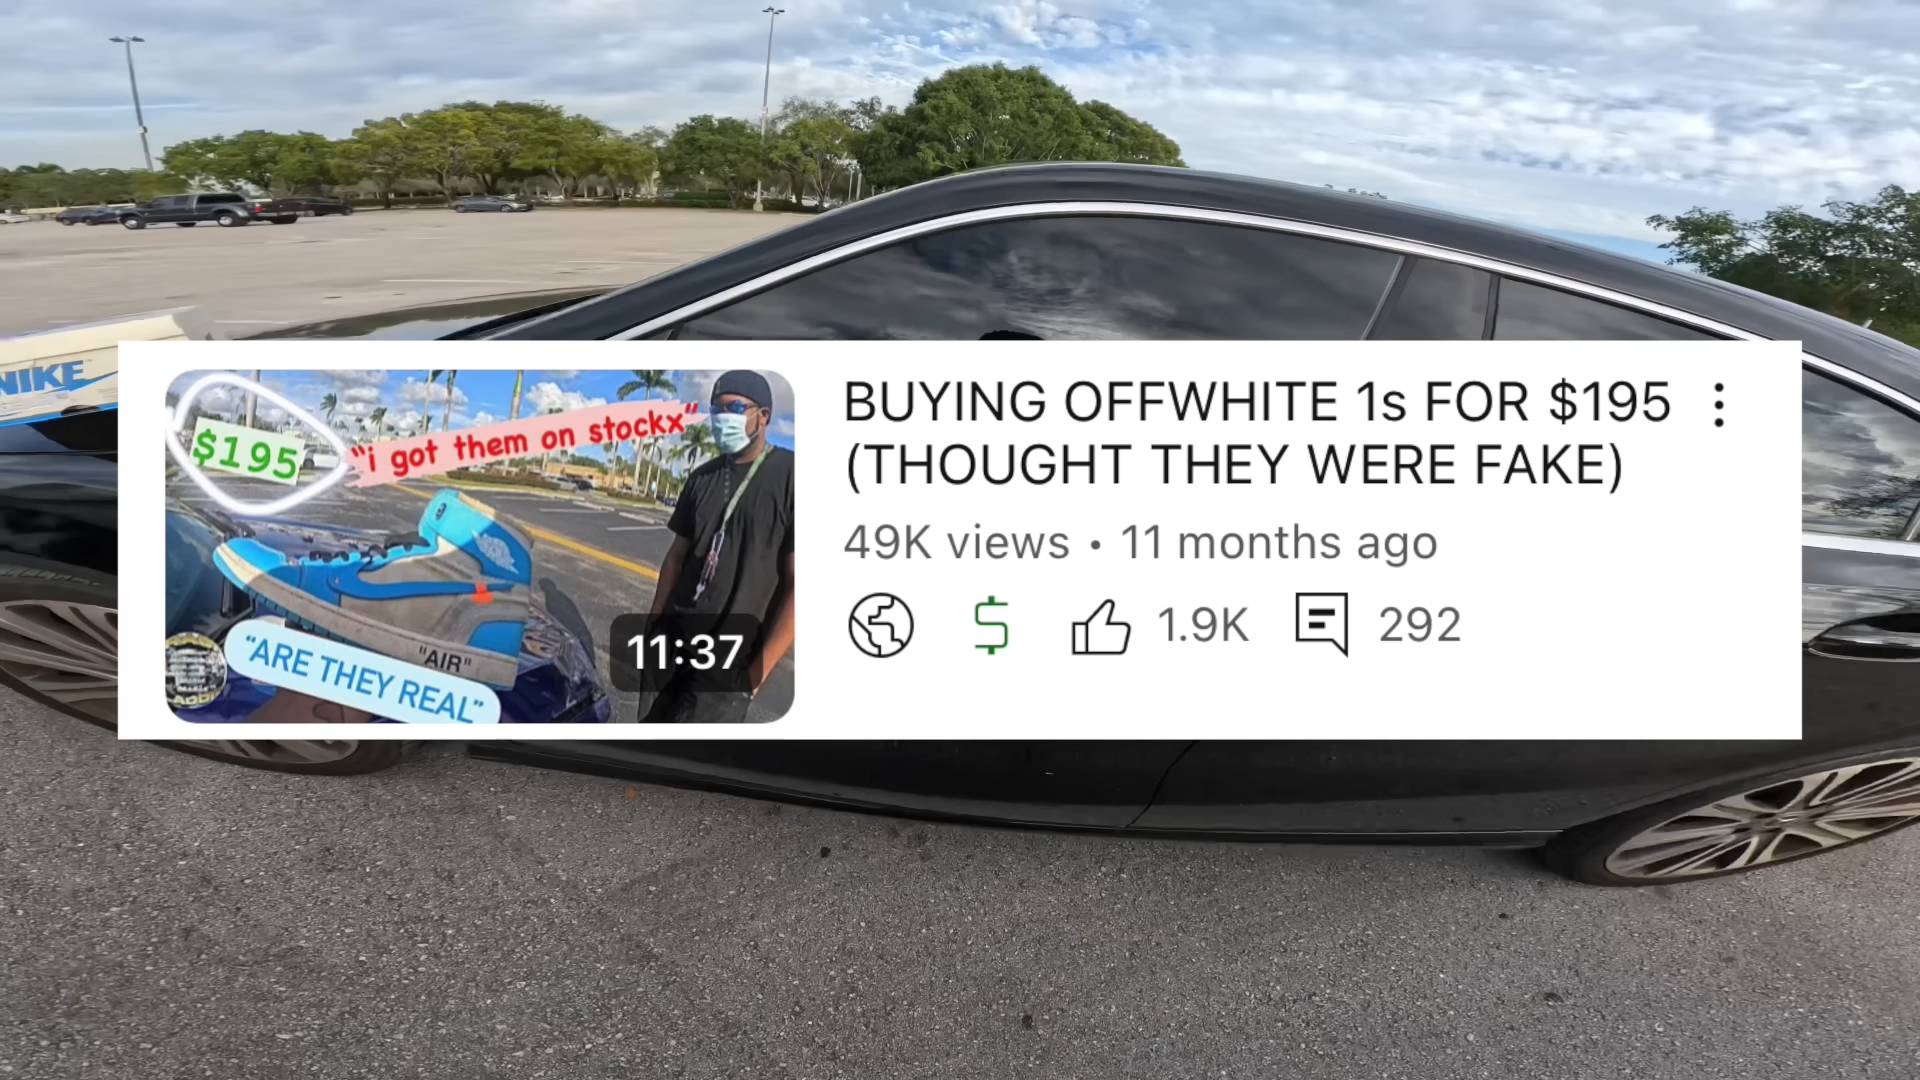 NIKE
$195
"i got them on stockx"
"AIR"
"ARE THEY REAL"
11:37
BUYING OFFWHITE 1s FOR $195
(THOUGHT THEY WERE FAKE)
49K views • 11 months ago
1.9K
292